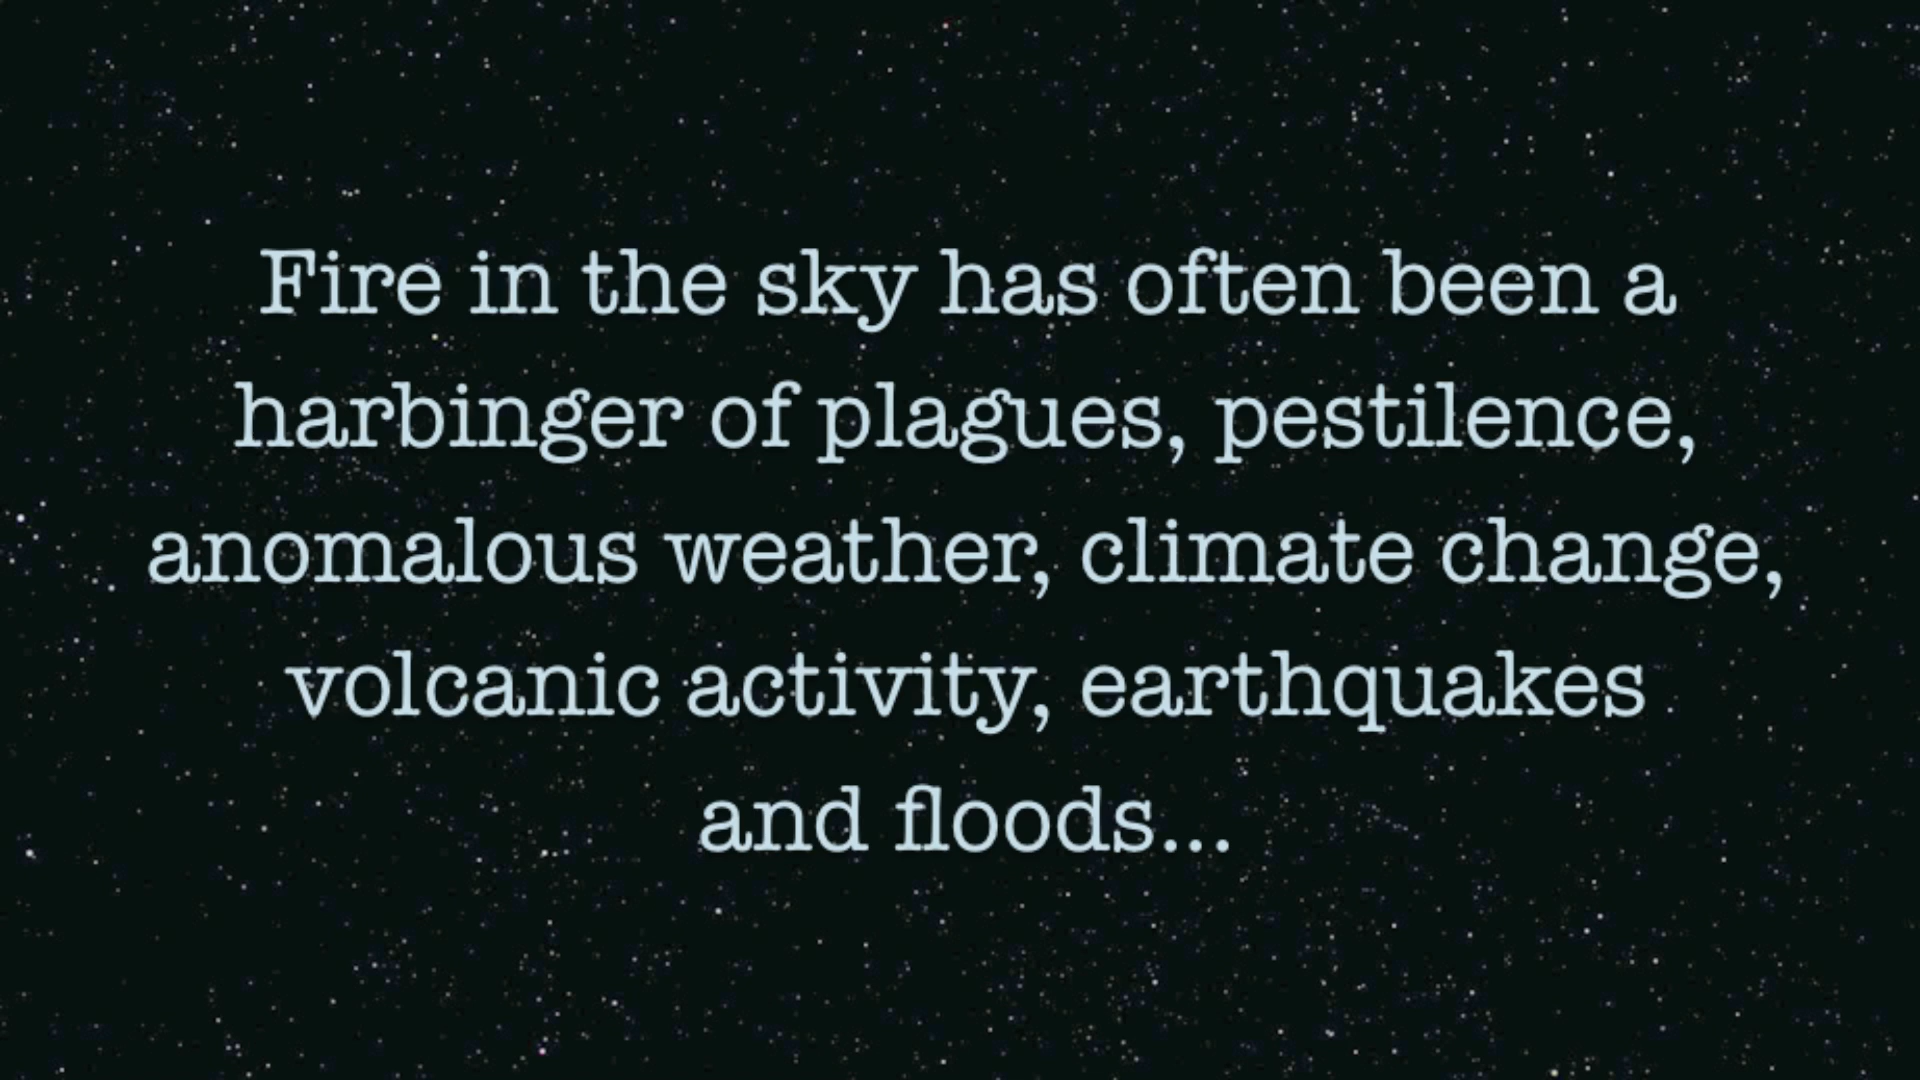 Fire in the sky has often been a
harbinger of plagues, pestilence,
anomalous weather, climate change,
volcanic activity, earthquakes
and floods...